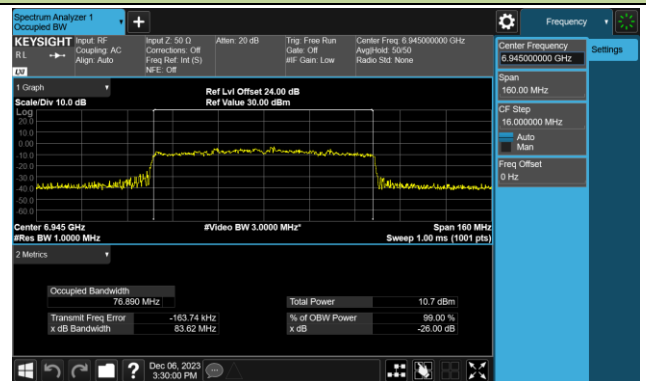 Spectrum Analyzer 1
Occupied BW
+
Frequency
KEYSIGHT
RL
LXI
Input: RF
Coupling: AC
Align: Auto
Input Z: 50 Ω
Corrections: Off
Freq Ref: Int (S)
NFE: Off
Atten: 20 dB
Trig: Free Run
Gate: Off
#IF Gain: Low
Center Freq: 6.945000000 GHz
Avg|Hold: 50/50
Radio Std: None
Center Frequency
6.945000000 GHz
Settings
Span
160.00 MHz
CF Step
16.000000 MHz
Auto
Man
Freq Offset
0 Hz
1 Graph
Scale/Div 10.0 dB
Ref Lvl Offset 24.00 dB
Ref Value 30.00 dBm
Log
20.0
10.0
0.00
-10.0
-20.0
-30.0
-40.0
-50.0
-60.0
Center 6.945 GHz
#Res BW 1.0000 MHz
#Video BW 3.0000 MHz*
Span 160 MHz
Sweep 1.00 ms (1001 pts)
2 Metrics
Occupied Bandwidth
76.890 MHz
Total Power 10.7 dBm
Transmit Freq Error -163.74 kHz
% of OBW Power 99.00 %
x dB Bandwidth 83.62 MHz
x dB -26.00 dB
?
Dec 06, 2023
3:30:00 PM